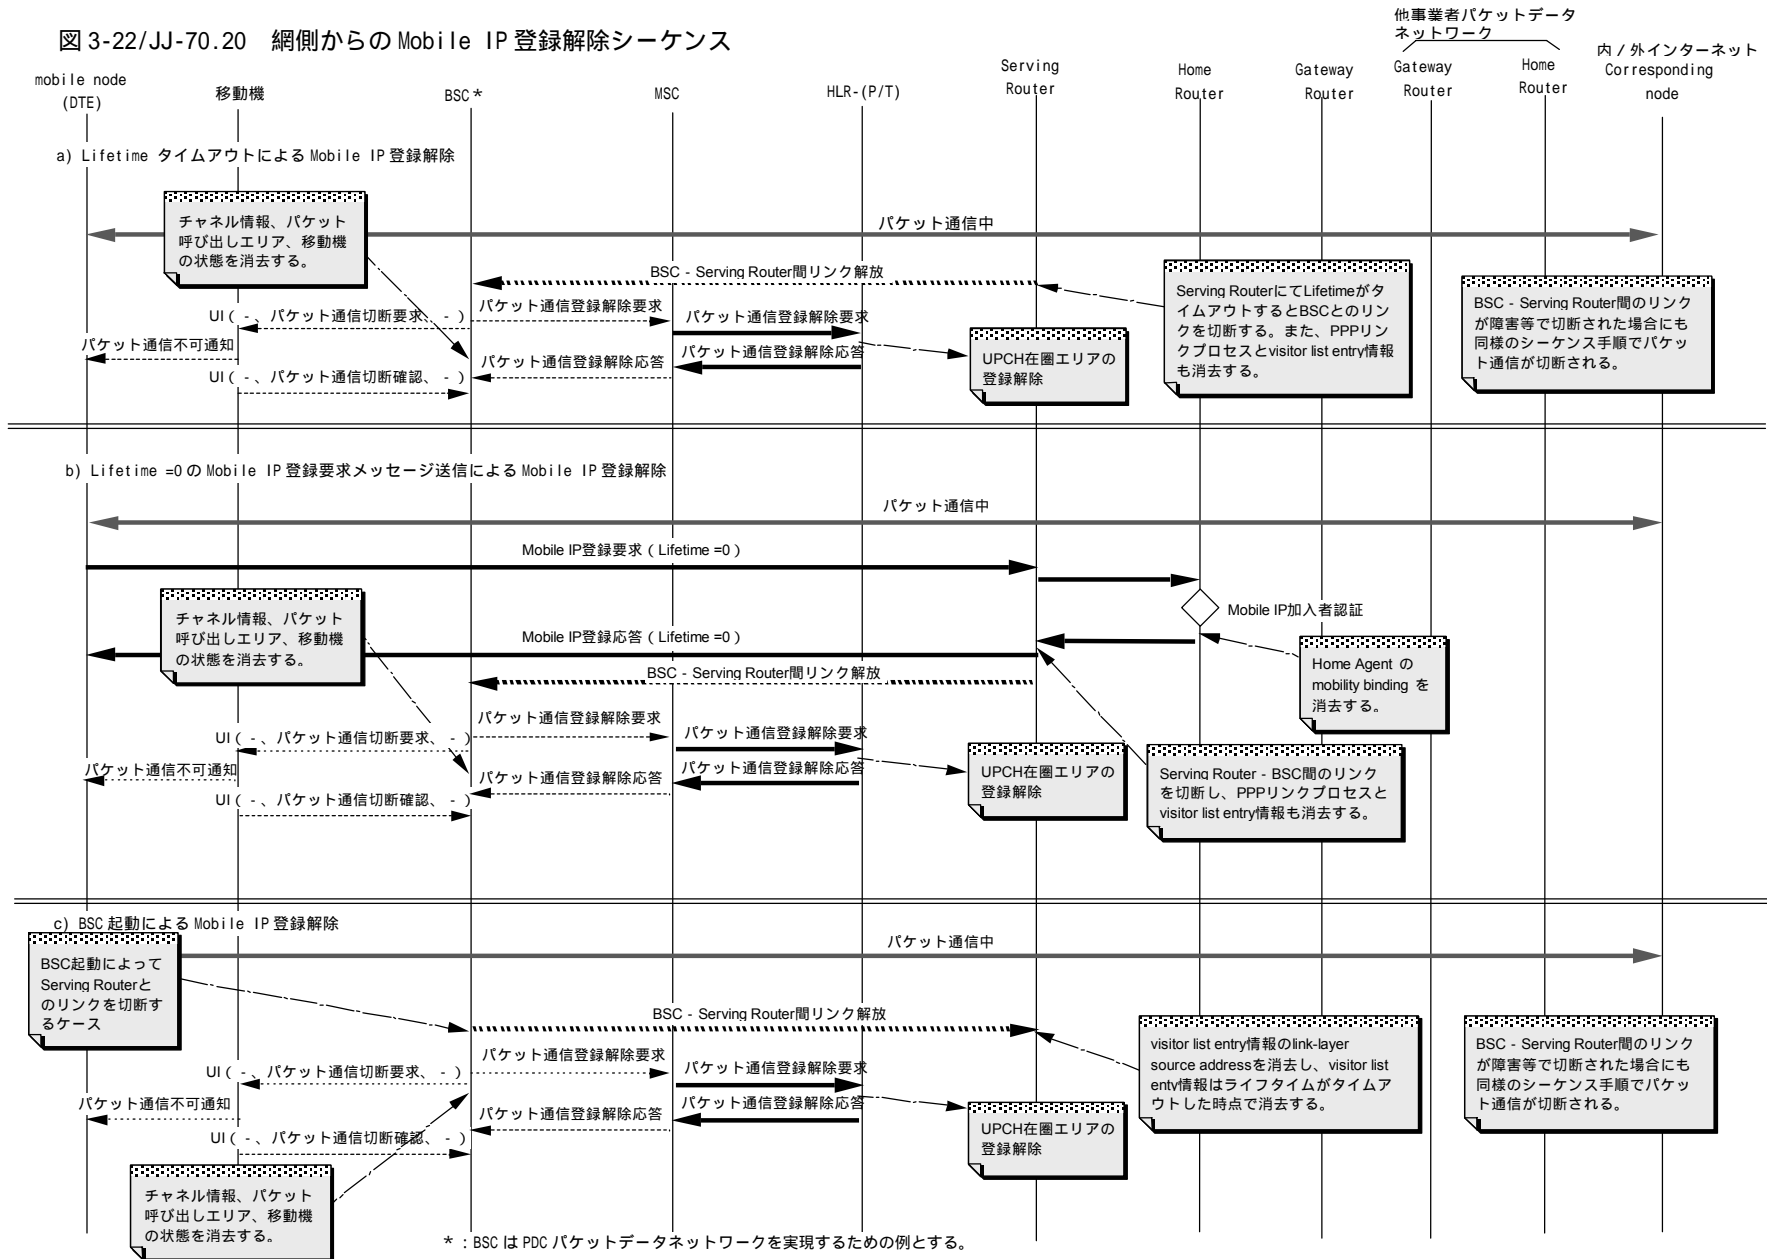 図 3-22/JJ-70.20　網側からの Mobile IP 登録解除シーケンス
他事業者パケットデータ
ネットワーク
mobile node
(DTE)
移動機
BSC＊
MSC
HLR-(P/T)
Serving
Router
Home
Router
Gateway
Router
Gateway
Router
Home
Router
内 / 外インターネット
Corresponding
node
a) Lifetime タイムアウトによる Mobile IP 登録解除
チャネル情報、パケット
呼び出しエリア、移動機
の状態を消去する。
パケット通信中
BSC - Serving Router間リンク解放
パケット通信登録解除要求
パケット通信登録解除要求
UI ( -、パケット通信切断要求、- )
パケット通信不可通知
パケット通信登録解除応答
パケット通信登録解除応答
UI ( -、パケット通信切断確認、- )
UPCH在圏エリアの
登録解除
Serving RouterにてLifetimeがタ
イムアウトするとBSCとのリン
クを切断する。また、PPPリン
クプロセスとvisitor list entry情報
も消去する。
BSC - Serving Router間のリンク
が障害等で切断された場合にも
同様のシーケンス手順でパケッ
ト通信が切断される。
b) Lifetime =0 の Mobile IP 登録要求メッセージ送信による Mobile IP 登録解除
パケット通信中
Mobile IP登録要求 ( Lifetime =0 )
Mobile IP加入者認証
チャネル情報、パケット
呼び出しエリア、移動機
の状態を消去する。
Mobile IP登録応答 ( Lifetime =0 )
BSC - Serving Router間リンク解放
Home Agent の
mobility binding を
消去する。
パケット通信登録解除要求
パケット通信登録解除要求
UI ( -、パケット通信切断要求、- )
パケット通信不可通知
パケット通信登録解除応答
パケット通信登録解除応答
UI ( -、パケット通信切断確認、- )
UPCH在圏エリアの
登録解除
Serving Router - BSC間のリンク
を切断し、PPPリンクプロセスと
visitor list entry情報も消去する。
c) BSC 起動による Mobile IP 登録解除
BSC起動によって
Serving Routerと
のリンクを切断す
るケース
パケット通信中
BSC - Serving Router間リンク解放
パケット通信登録解除要求
パケット通信登録解除要求
UI ( -、パケット通信切断要求、- )
パケット通信不可通知
パケット通信登録解除応答
パケット通信登録解除応答
UI ( -、パケット通信切断確認、- )
UPCH在圏エリアの
登録解除
visitor list entry情報のlink-layer
source addressを消去し、visitor list
entv情報はライフタイムがタイムア
ウトした時点で消去する。
BSC - Serving Router間のリンク
が障害等で切断された場合にも
同様のシーケンス手順でパケッ
ト通信が切断される。
チャネル情報、パケット
呼び出しエリア、移動機
の状態を消去する。
＊ : BSC は PDC パケットデータネットワークを実現するための例とする。